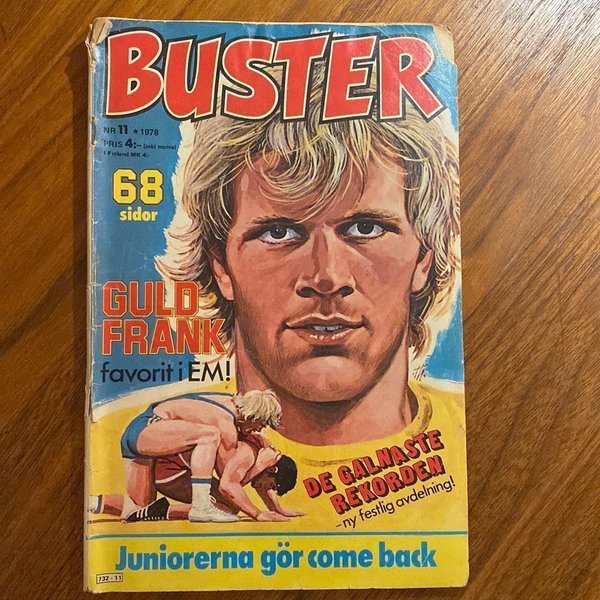 BUSTER
NR 11 ★ 1978
PRIS 4:- (inkl moms)
I Finland MK 4:-
68
sidor
GULD
FRANK
favorit i EM!
DE GALNASTE
REKORDEN
-ny festlig avdelning!
Juniorerna gör come back
732-11